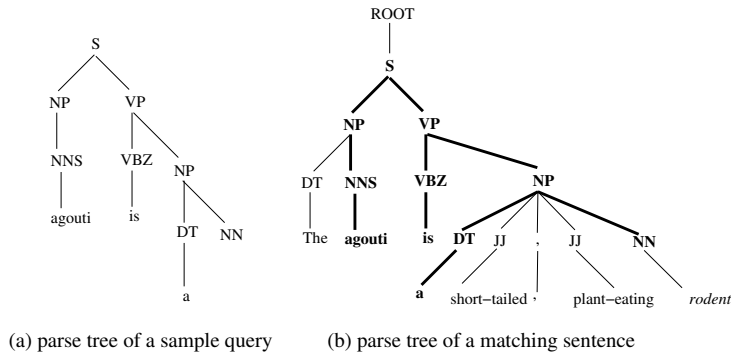 ROOT
S
S
NP VP
NP VP
NNS VBZ NP
DT NNS VBZ NP
agouti is DT NN
The agouti is DT JJ , JJ NN
a
a short-tailed , plant-eating rodent
(a) parse tree of a sample query
(b) parse tree of a matching sentence